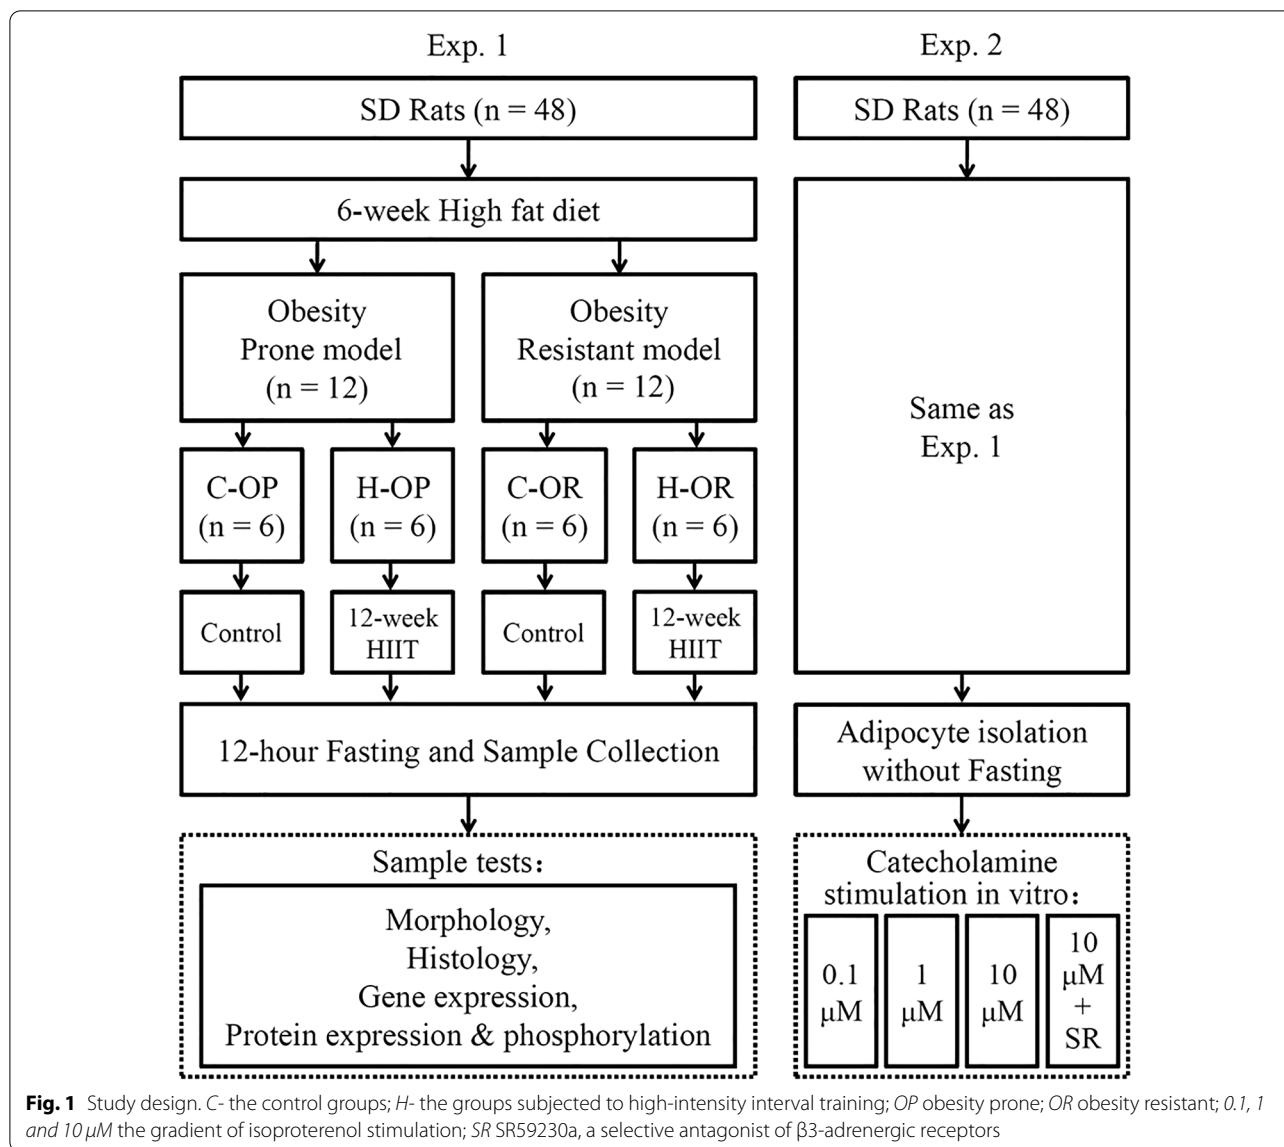 Exp. 1
Exp. 2
SD Rats (n = 48)
SD Rats (n = 48)
6-week High fat diet
Obesity
Prone model
(n = 12)
Obesity
Resistant model
(n = 12)
Same as
Exp. 1
C-OP
(n = 6)
H-OP
(n = 6)
C-OR
(n = 6)
H-OR
(n = 6)
Control
12-week
HIIT
Control
12-week
HIIT
12-hour Fasting and Sample Collection
Adipocyte isolation
without Fasting
Sample tests:
Morphology,
Histology,
Gene expression,
Protein expression & phosphorylation
Catecholamine
stimulation in vitro:
0.1
μM
1
μM
10
μM
10
μM
+
SR
Fig. 1 Study design. C- the control groups; H- the groups subjected to high-intensity interval training; OP obesity prone; OR obesity resistant; 0.1, 1
and 10 μM the gradient of isoproterenol stimulation; SR SR59230a, a selective antagonist of β3-adrenergic receptors